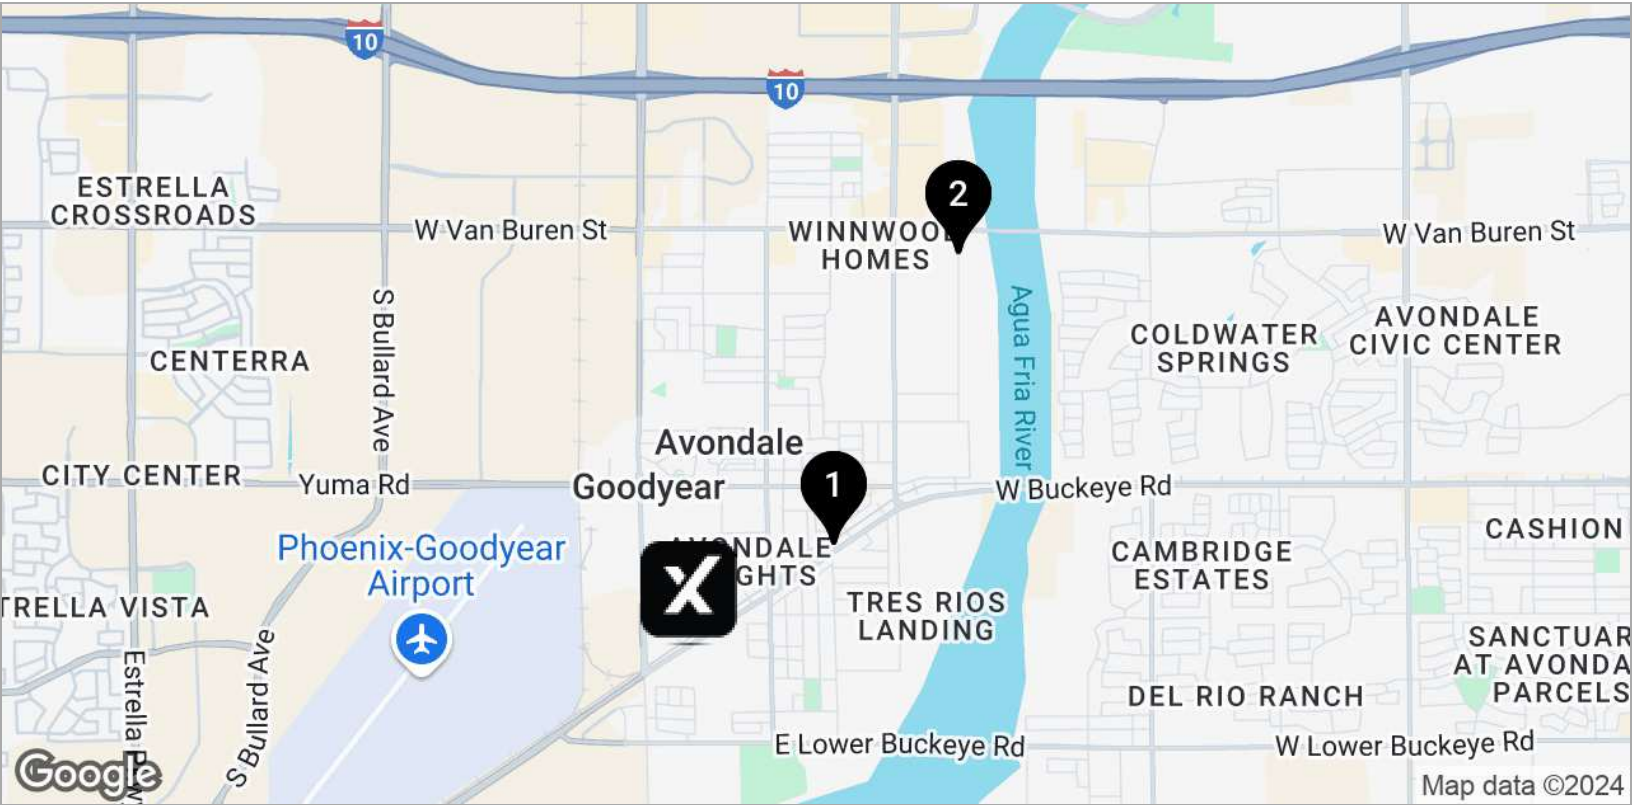 10
10
2
ESTRELLA
CROSSROADS
W Van Buren St
WINNWOOD
HOMES
W Van Buren St
S Bullard Ave
Agua Fria River
CENTERRA
COLDWATER
SPRINGS
AVONDALE
CIVIC CENTER
Avondale
CITY CENTER
Yuma Rd
Goodyear
1
W Buckeye Rd
CASHION
Phoenix-Goodyear
Airport
AVONDALE
GHTS
X
CAMBRIDGE
ESTATES
TRELLA VISTA
TRES RIOS
LANDING
SANCTUAR
AT AVONDA
PARCELS
Estrella
S Bullard Ave
DEL RIO RANCH
E Lower Buckeye Rd
W Lower Buckeye Rd
Google
Map data ©2024